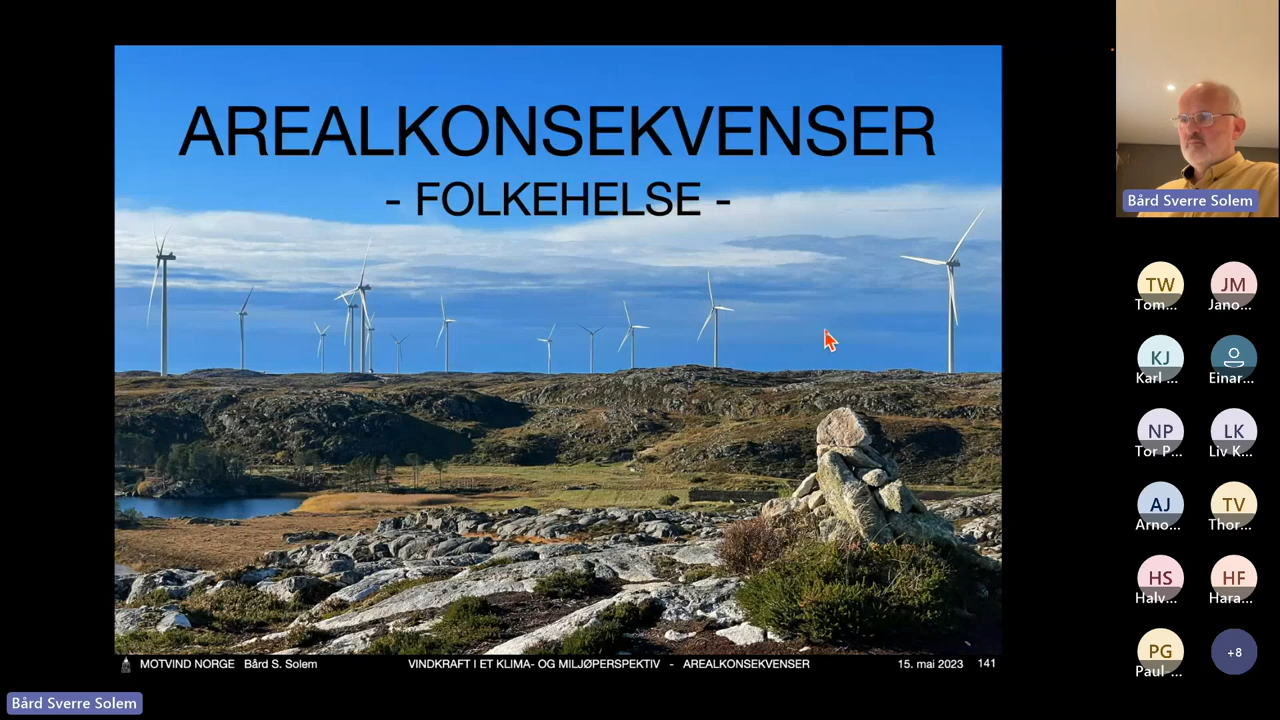 AREALKONSEKVENSER
- FOLKEHELSE -
MOTVIND NORGE Bård S. Solem
VINDKRAFT I ET KLIMA- OG MILJØPERSPEKTIV - AREALKONSEKVENSER
15. mai 2023 141
Bård Sverre Solem
Bård Sverre Solem
TW
Tom...
JM
Jano...
KJ
Karl ...
Einar...
NP
Tor P...
LK
Liv K...
AJ
Arno...
TV
Thor...
HS
Halv...
HF
Hara...
PG
Paul ...
+8